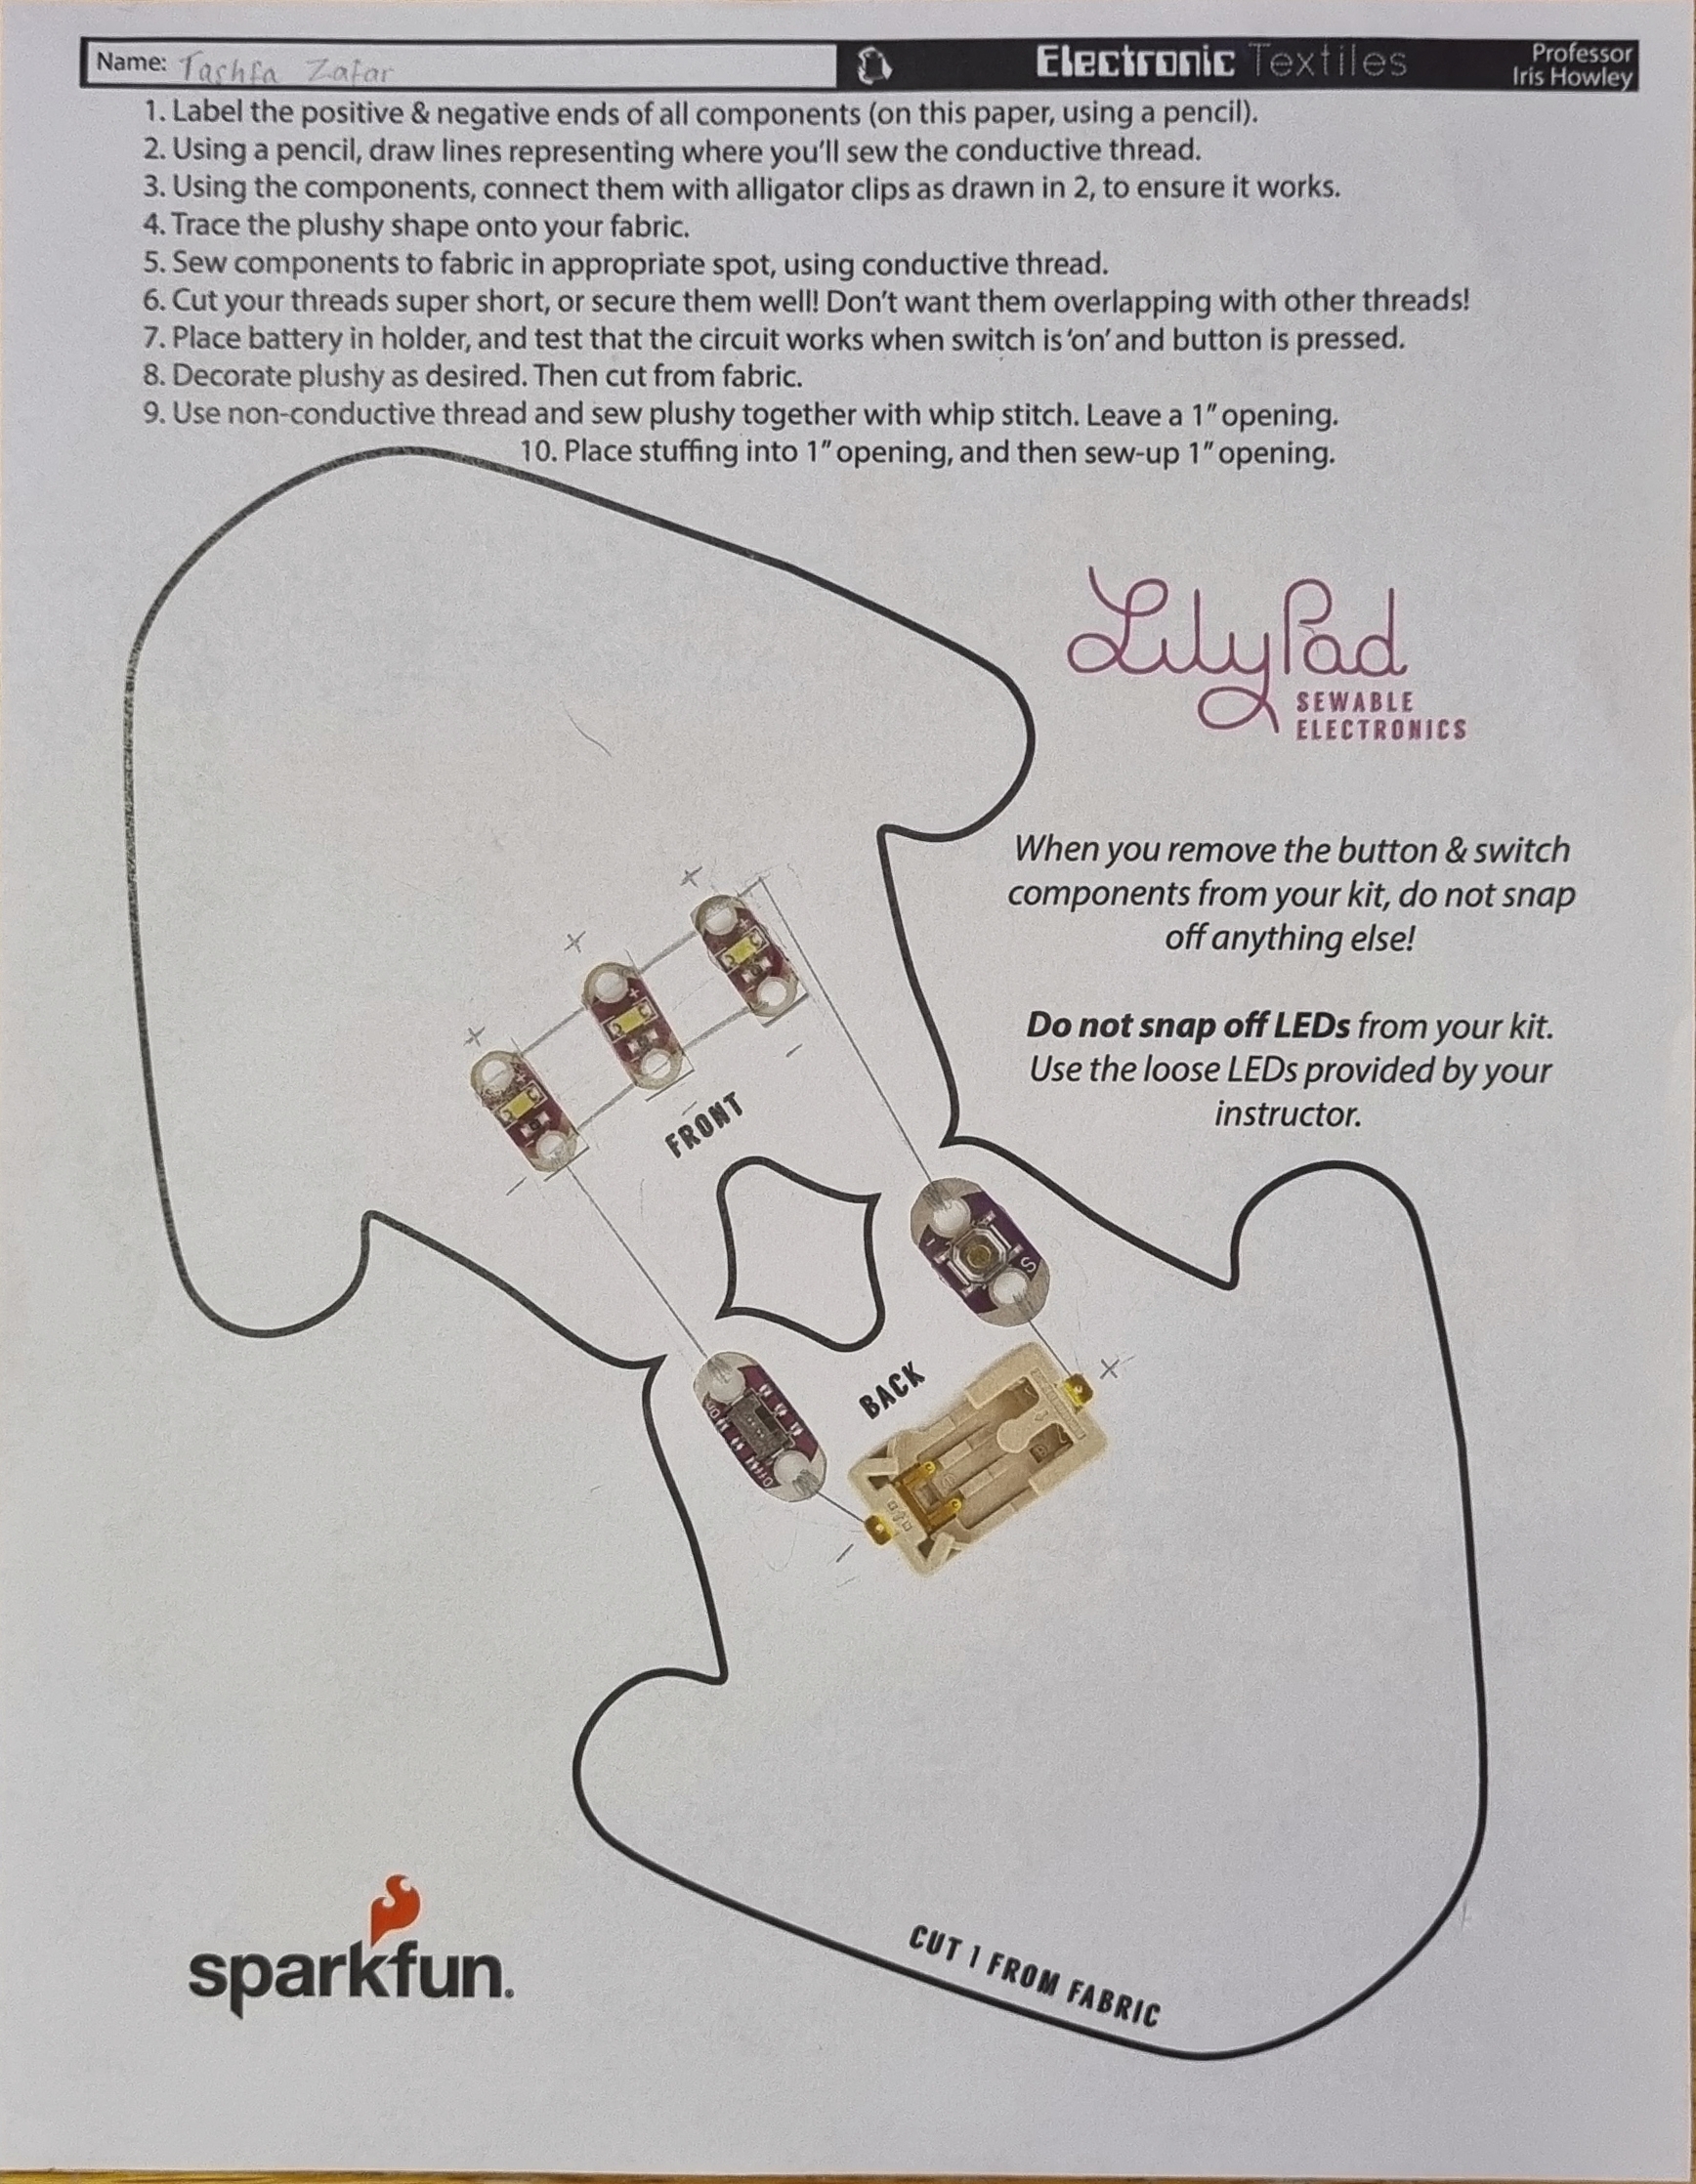 Name: Tashfa Zafar
Electronic Textiles
Professor
Iris Howley
1. Label the positive & negative ends of all components (on this paper, using a pencil).
2. Using a pencil, draw lines representing where you'll sew the conductive thread.
3. Using the components, connect them with alligator clips as drawn in 2, to ensure it works.
4. Trace the plushy shape onto your fabric.
5. Sew components to fabric in appropriate spot, using conductive thread.
6. Cut your threads super short, or secure them well! Don't want them overlapping with other threads!
7. Place battery in holder, and test that the circuit works when switch is 'on' and button is pressed.
8. Decorate plushy as desired. Then cut from fabric.
9. Use non-conductive thread and sew plushy together with whip stitch. Leave a 1" opening.
10. Place stuffing into 1" opening, and then sew-up 1" opening.
LilyPad
SEWABLE
ELECTRONICS
When you remove the button & switch
components from your kit, do not snap
off anything else!
Do not snap off LEDs from your kit.
Use the loose LEDs provided by your
instructor.
+
+
+
-
-
-
FRONT
S
BACK
+
ON
OFF
-
sparkfun.
CUT 1 FROM FABRIC